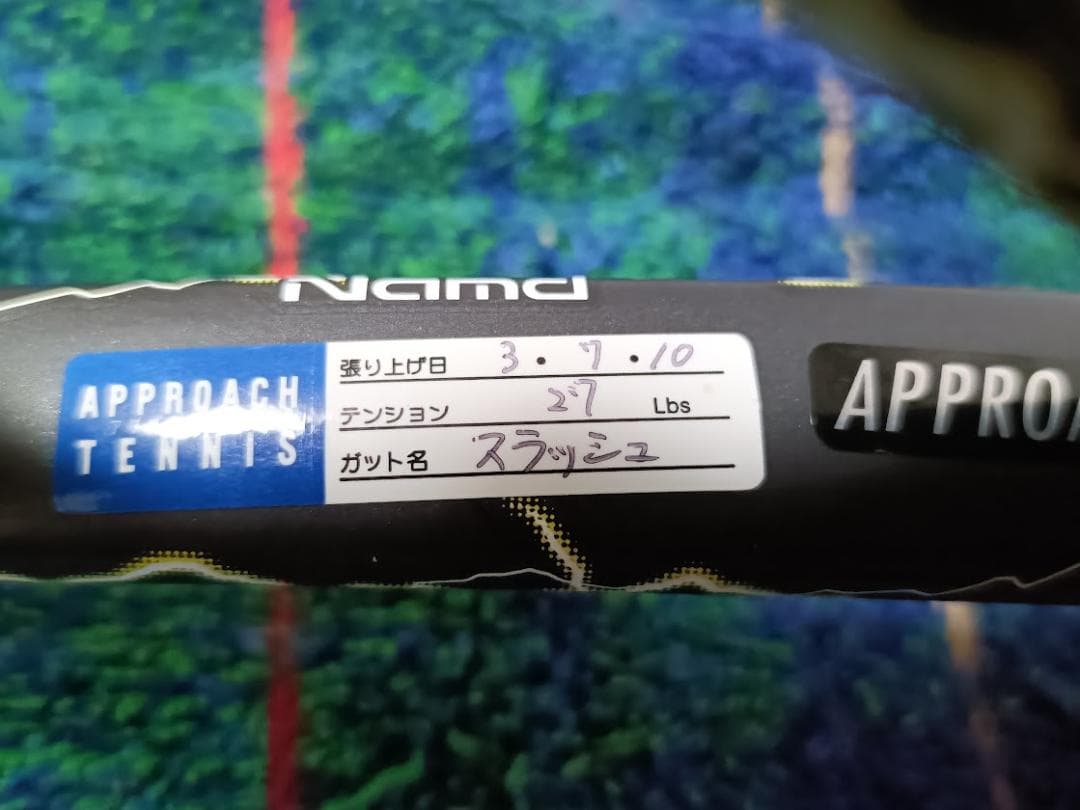 Namd
APPROACH
TENNIS
張り上げ日 3・7・10
テンション 27 Lbs
ガット名 スラッシュ
APPRO